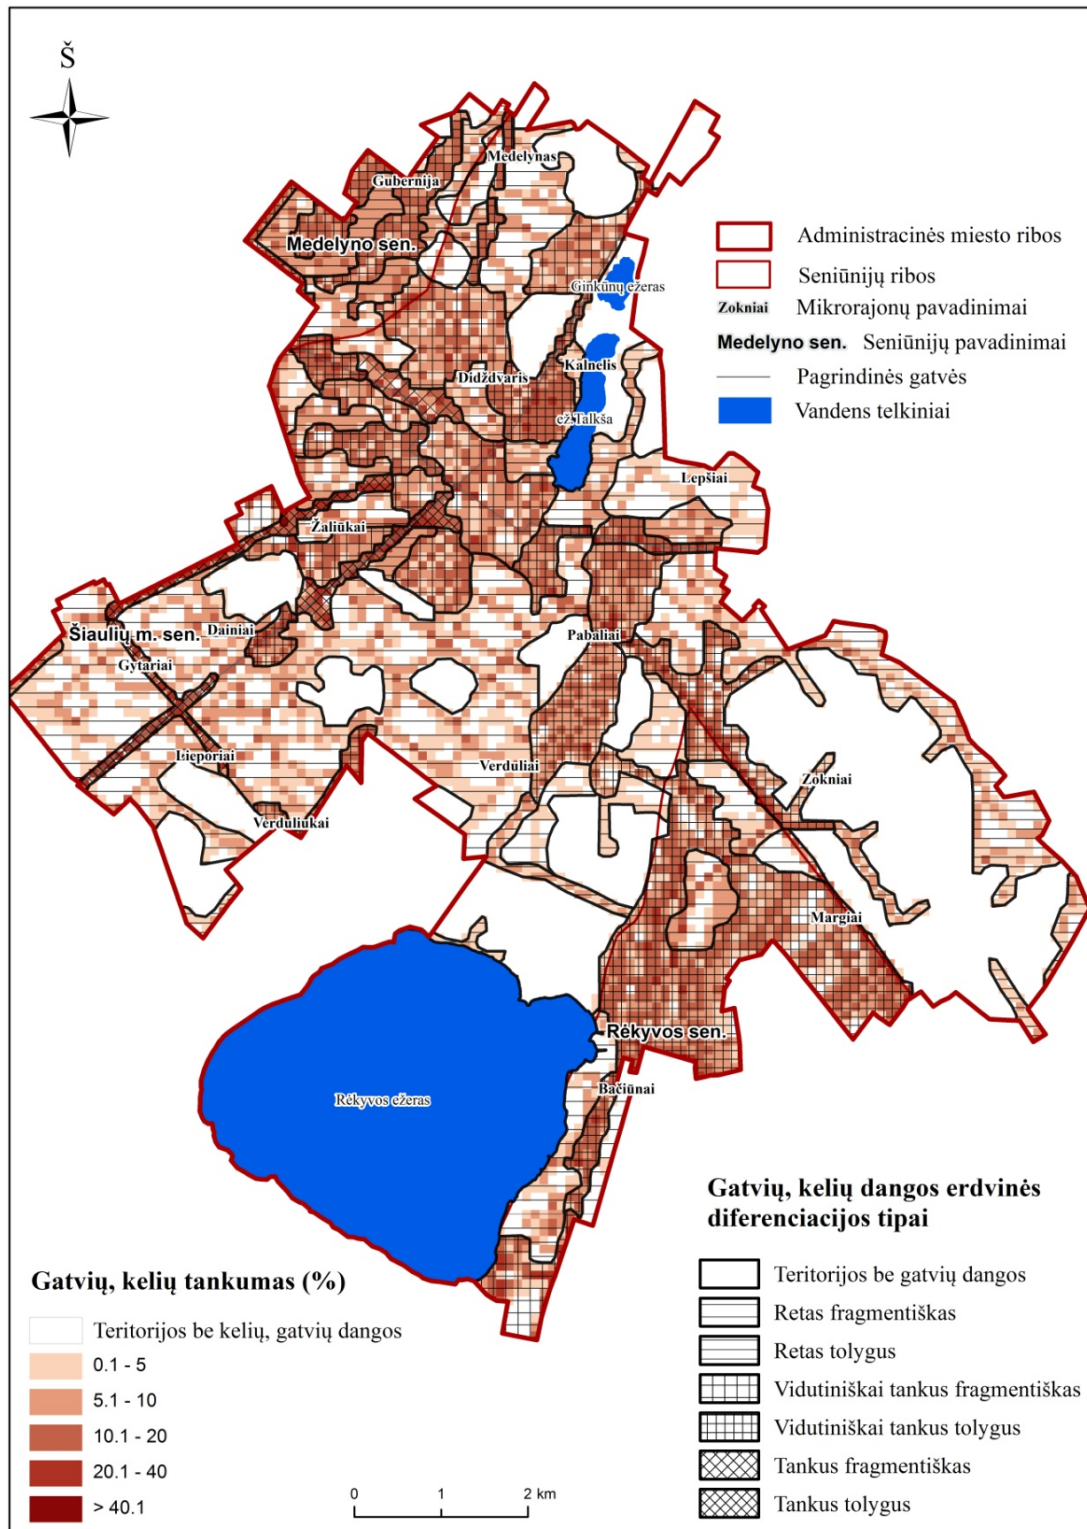 Š
Medelynas
Gubernija
Medelyno sen.
Ginkūnų ežeras
Kalnelis
Didždvaris
ež.Talkša
Lepšiai
Žaliūkai
Šiaulių m. sen.
Dainiai
Gytariai
Pabaliai
Lieporiai
Verduliai
Zokniai
Verduliukai
Margiai
Rėkyvos sen.
Bačiūnai
Rėkyvos ežeras
Administracinės miesto ribos
Seniūnijų ribos
Zokniai Mikrorajonų pavadinimai
Medelyno sen. Seniūnijų pavadinimai
Pagrindinės gatvės
Vandens telkiniai
Gatvių, kelių tankumas (%)
Teritorijos be kelių, gatvių dangos
0.1 - 5
5.1 - 10
10.1 - 20
20.1 - 40
> 40.1
0 1 2 km
Gatvių, kelių dangos erdvinės
diferenciacijos tipai
Teritorijos be gatvių dangos
Retas fragmentiškas
Retas tolygus
Vidutiniškai tankus fragmentiškas
Vidutiniškai tankus tolygus
Tankus fragmentiškas
Tankus tolygus